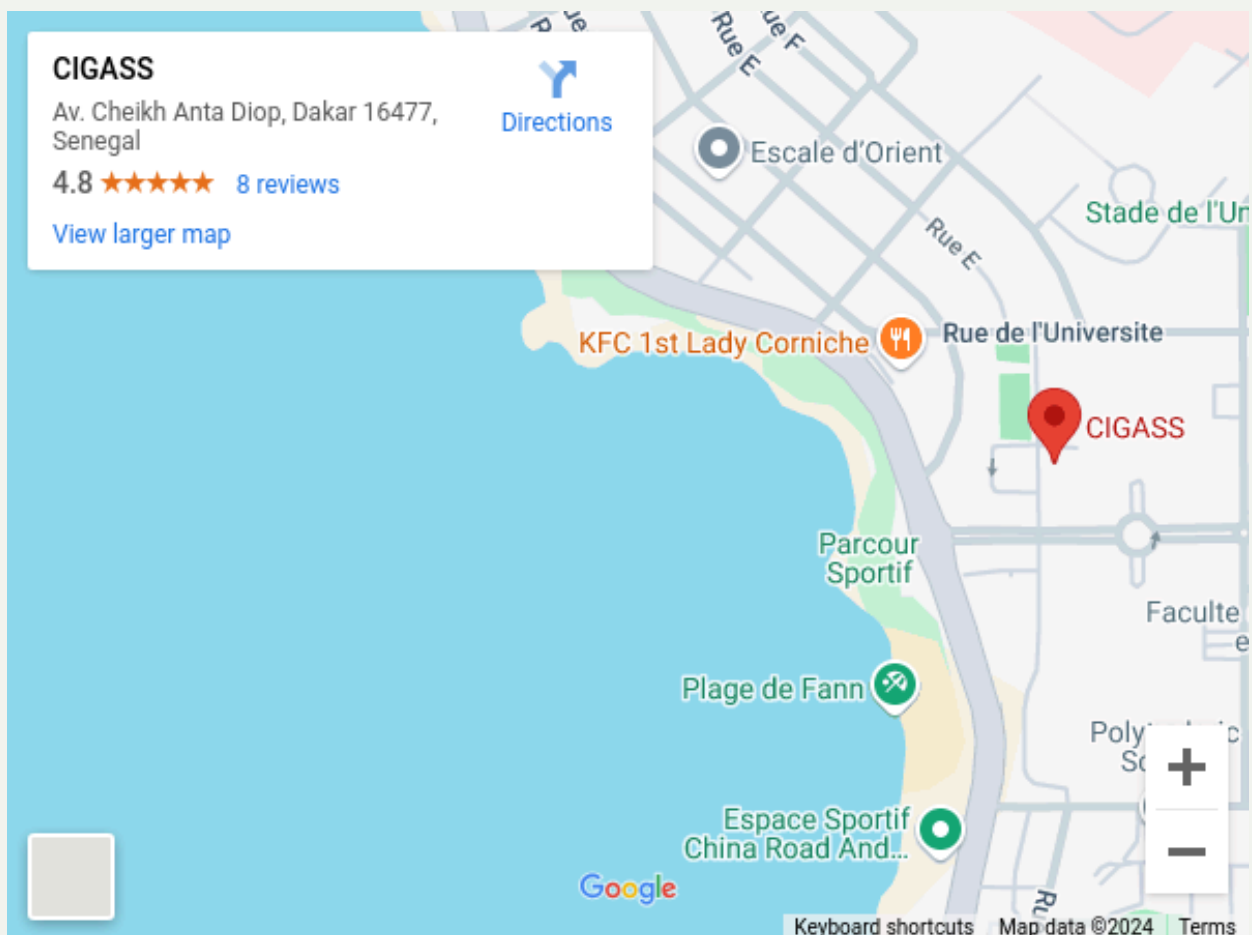 CIGASS
Av. Cheikh Anta Diop, Dakar 16477,
Senegal
4.8
8 reviews
View larger map
Directions
Rue E
Rue F
Escale d'Orient
Stade de l'Un
Rue E
KFC 1st Lady Corniche
Rue de l'Universite
CIGASS
Parcour
Sportif
Faculte
e
Plage de Fann
Espace Sportif
China Road And...
Google
Keyboard shortcuts
Map data ©2024
Terms